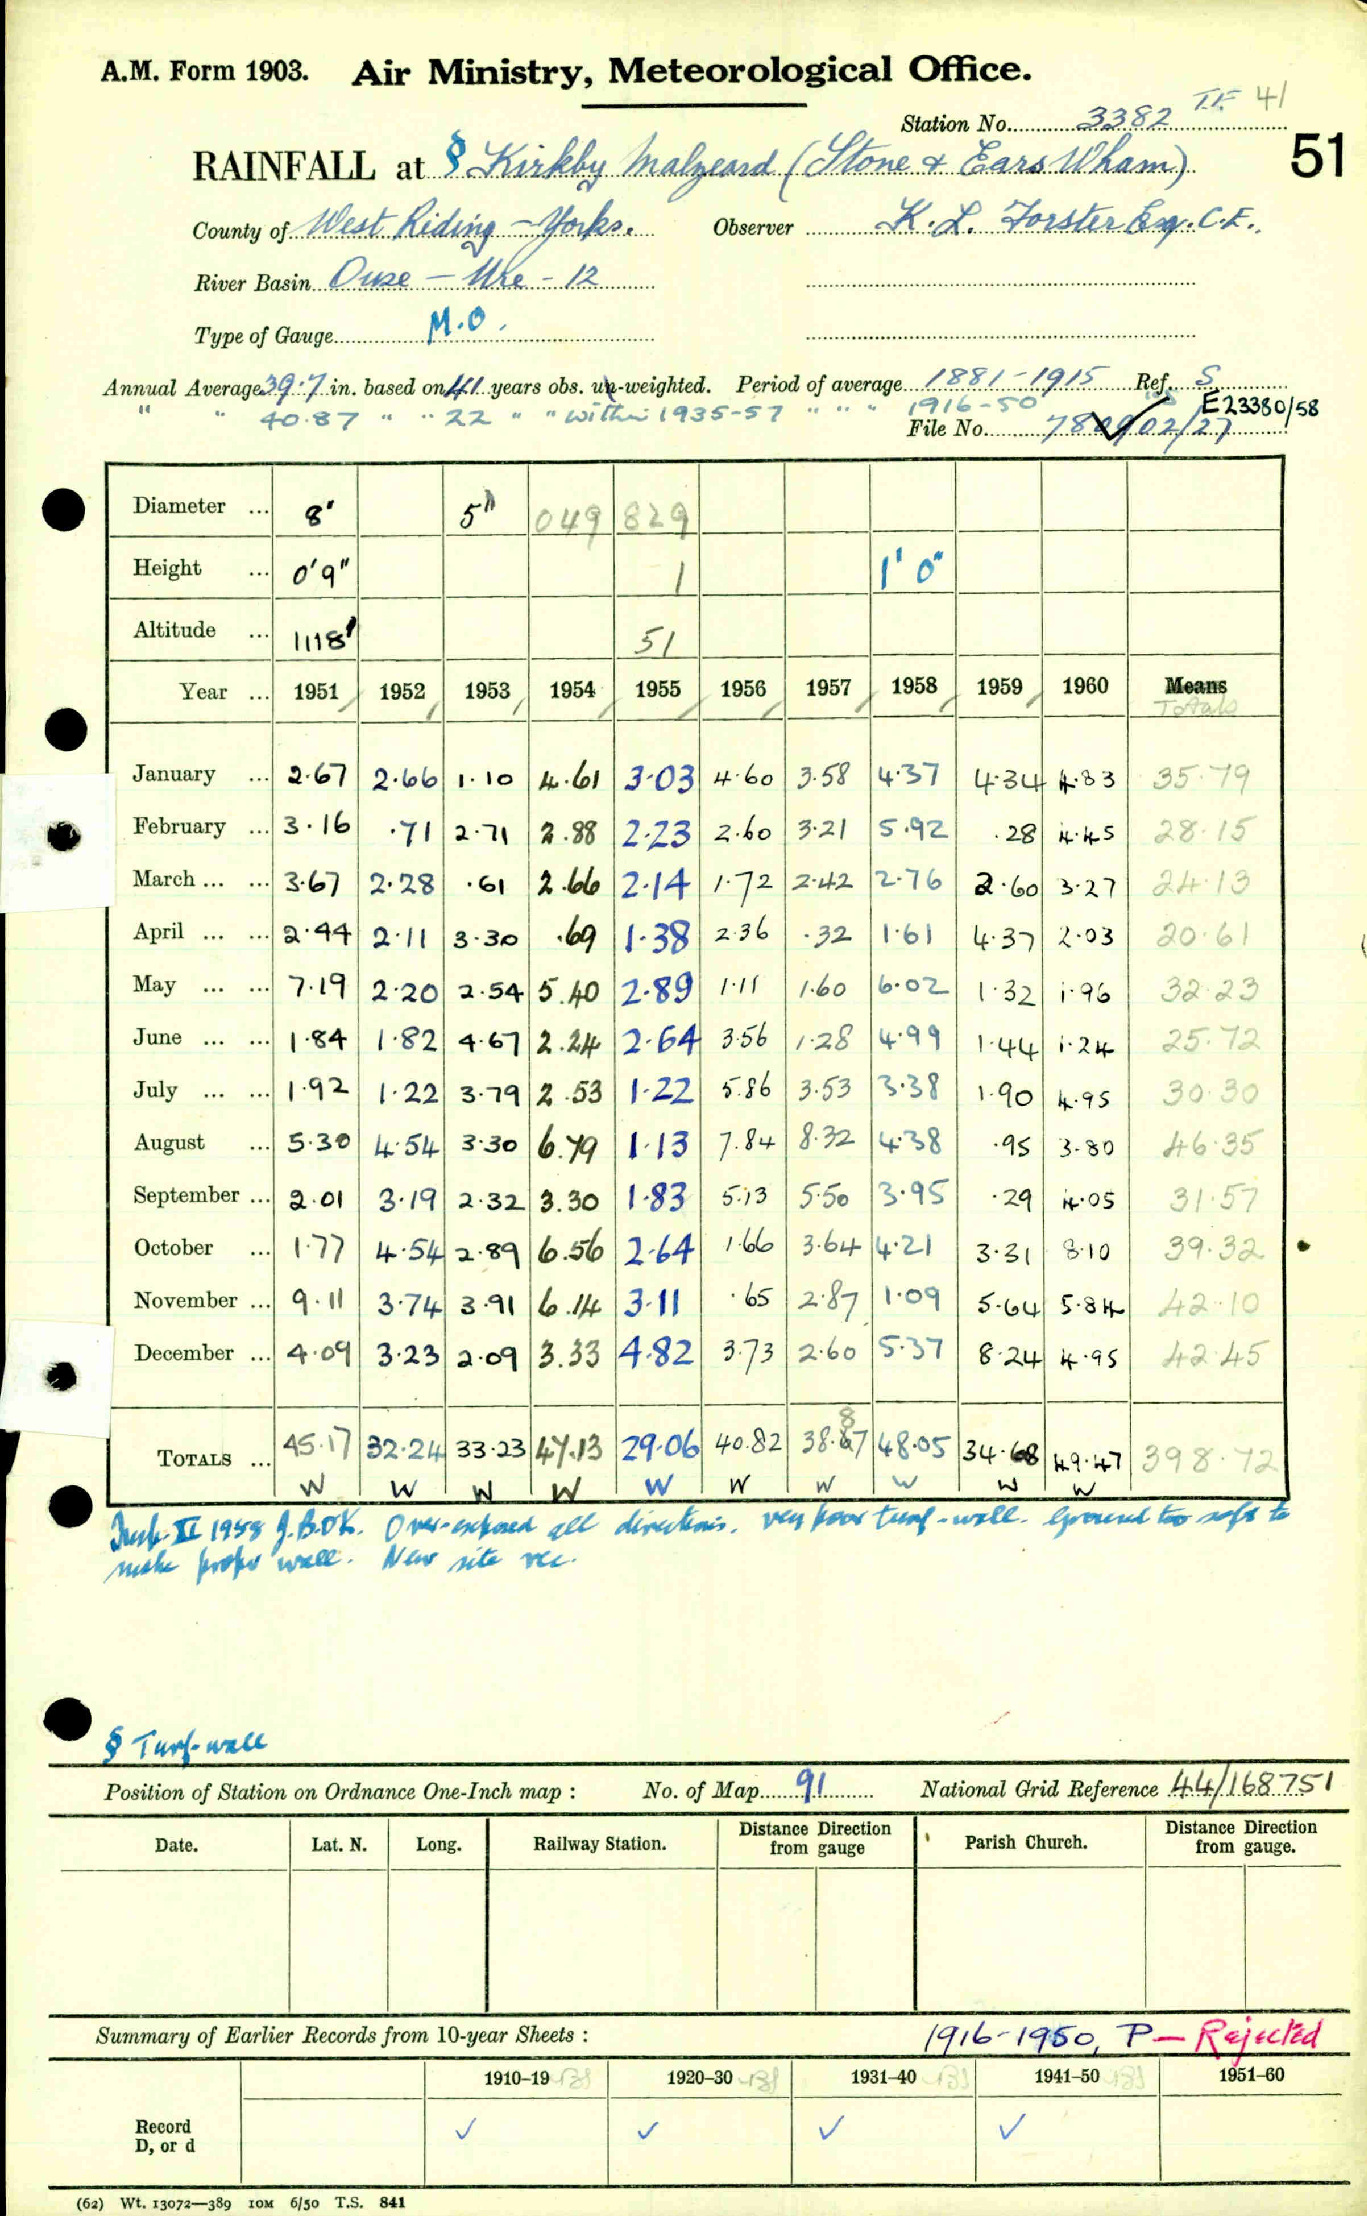 A.M. Form 1903. Air Ministry, Meteorological Office.
41
Station No. 3382
51
RAINFALL at § Kirkby Malzeard (Stone & Ears Wham)
County of West Riding - Yorks. Observer K. L. Forster Esq. C.E.
River Basin Ouse - Ure - 12
Type of Gauge M.O.
Annual Average 39.7 in. based on 41 years obs. un-weighted. Period of average 1881-1915 Ref. S
" " 40.87 " " 22 " " within 1935-57 " " " 1916-50 E23380/58
File No. 780902/27
Diameter ... 8" 5" 049 829
Height ... 0'9" 1 1' 0"
Altitude ... 1118' 51
Year ... 1951 1952 1953 1954 1955 1956 1957 1958 1959 1960 Means
Totals
January ... 2.67 2.66 1.10 4.61 3.03 4.60 3.58 4.37 4.34 4.83 35.79
February ... 3.16 .71 2.71 2.88 2.23 2.60 3.21 5.92 .28 4.45 28.15
March ... ... 3.67 2.28 .61 2.66 2.14 1.72 2.42 2.76 2.60 3.27 24.13
April ... ... 2.44 2.11 3.30 .69 1.38 2.36 .32 1.61 4.37 2.03 20.61
May ... ... 7.19 2.20 2.54 5.40 2.89 1.11 1.60 6.02 1.32 1.96 32.23
June ... ... 1.84 1.82 4.67 2.24 2.64 3.56 1.28 4.99 1.44 1.24 25.72
July ... ... 1.92 1.22 3.79 2.53 1.22 5.86 3.53 3.38 1.90 4.95 30.30
August ... 5.30 4.54 3.30 6.79 1.13 7.84 8.32 4.38 .95 3.80 46.35
September ... 2.01 3.19 2.32 3.30 1.83 5.13 5.50 3.95 .29 4.05 31.57
October ... 1.77 4.54 2.89 6.56 2.64 1.66 3.64 4.21 3.31 8.10 39.32
November ... 9.11 3.74 3.91 6.14 3.11 .65 2.87 1.09 5.64 5.84 42.10
December ... 4.09 3.23 2.09 3.33 4.82 3.73 2.60 5.37 8.24 4.95 42.45
8
TOTALS ... 45.17 32.24 33.23 47.13 29.06 40.82 38.67 48.05 34.68 49.47 398.72
W W W W W W W W W W
II 1958 Over-exposed all directions. very poor turf-wall. Ground too soft to
make proper wall. New site rec.
§ Turf-wall
Position of Station on Ordnance One-Inch map : No. of Map 91 National Grid Reference 44/168751
Date. Lat. N. Long. Railway Station. Distance from gauge Direction Parish Church. Distance from gauge. Direction
Summary of Earlier Records from 10-year Sheets : 1916-1950, P - Rejected
1910-19 1920-30 1931-40 1941-50 1951-60
Record
D, or d ✓ ✓ ✓ ✓
(62) Wt. 13072—389 10M 6/50 T.S. 841